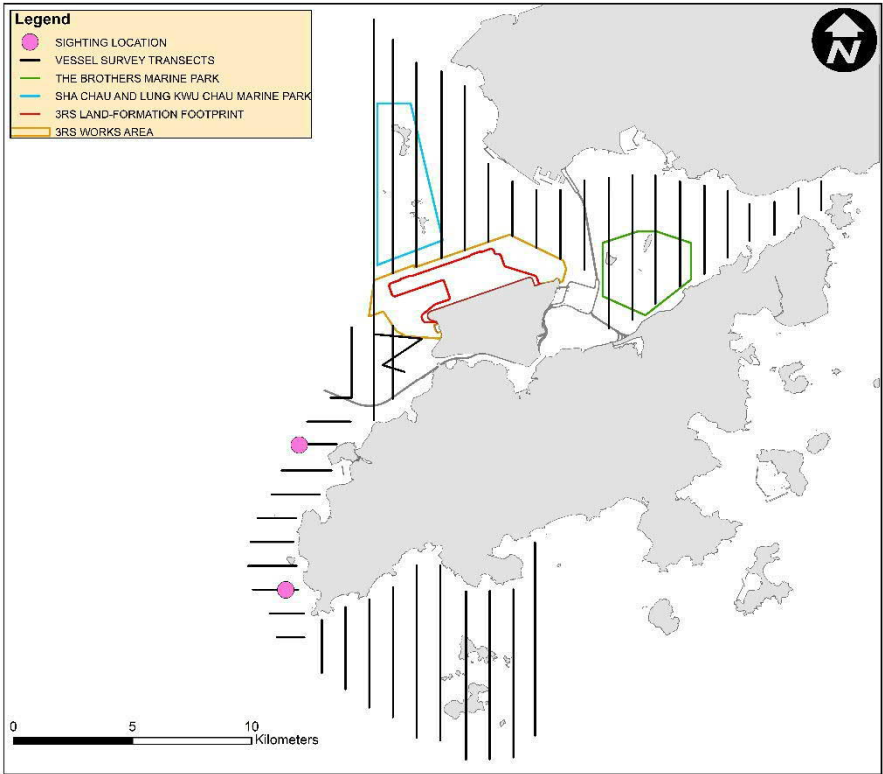 Legend
SIGHTING LOCATION
VESSEL SURVEY TRANSECTS
THE BROTHERS MARINE PARK
SHA CHAU AND LUNG KWU CHAU MARINE PARK
3RS LAND-FORMATION FOOTPRINT
3RS WORKS AREA
N
0 5 10
Kilometers